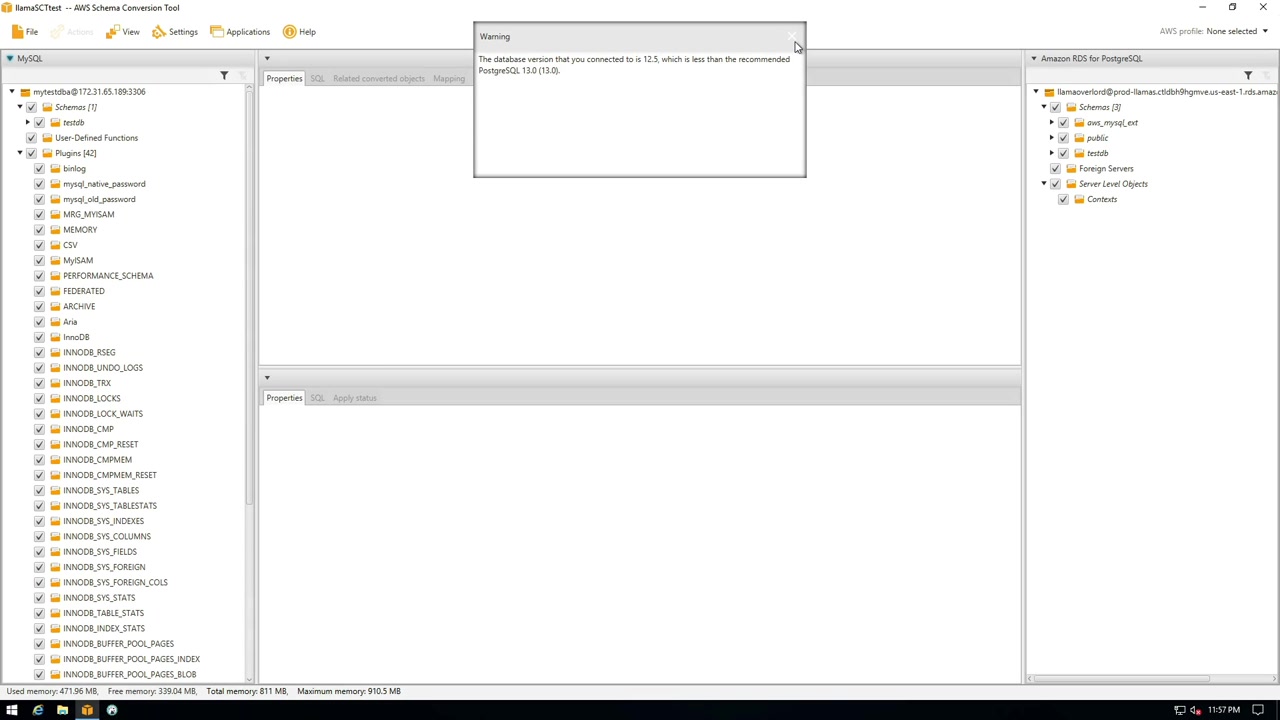 llamaSCTtest -- AWS Schema Conversion Tool
File
Actions
View
Settings
Applications
Help
AWS profile: None selected
MySQL
mytestdba@172.31.65.189:3306
Schemas [1]
testdb
User-Defined Functions
Plugins [42]
binlog
mysql_native_password
mysql_old_password
MRG_MYISAM
MEMORY
CSV
MyISAM
PERFORMANCE_SCHEMA
FEDERATED
ARCHIVE
Aria
InnoDB
INNODB_RSEG
INNODB_UNDO_LOGS
INNODB_TRX
INNODB_LOCKS
INNODB_LOCK_WAITS
INNODB_CMP
INNODB_CMP_RESET
INNODB_CMPMEM
INNODB_CMPMEM_RESET
INNODB_SYS_TABLES
INNODB_SYS_TABLESTATS
INNODB_SYS_INDEXES
INNODB_SYS_COLUMNS
INNODB_SYS_FIELDS
INNODB_SYS_FOREIGN
INNODB_SYS_FOREIGN_COLS
INNODB_SYS_STATS
INNODB_TABLE_STATS
INNODB_INDEX_STATS
INNODB_BUFFER_POOL_PAGES
INNODB_BUFFER_POOL_PAGES_INDEX
INNODB_BUFFER_POOL_PAGES_BLOB
Warning
The database version that you connected to is 12.5, which is less than the recommended
PostgreSQL 13.0 (13.0).
Properties SQL Related converted objects Mapping
Properties SQL Apply status
Amazon RDS for PostgreSQL
llamaoverlord@prod-llamas.ctldbh9hgmve.us-east-1.rds.amaz
Schemas [3]
aws_mysql_ext
public
testdb
Foreign Servers
Server Level Objects
Contexts
Used memory: 471.96 MB, Free memory: 339.04 MB, Total memory: 811 MB, Maximum memory: 910.5 MB
11:57 PM